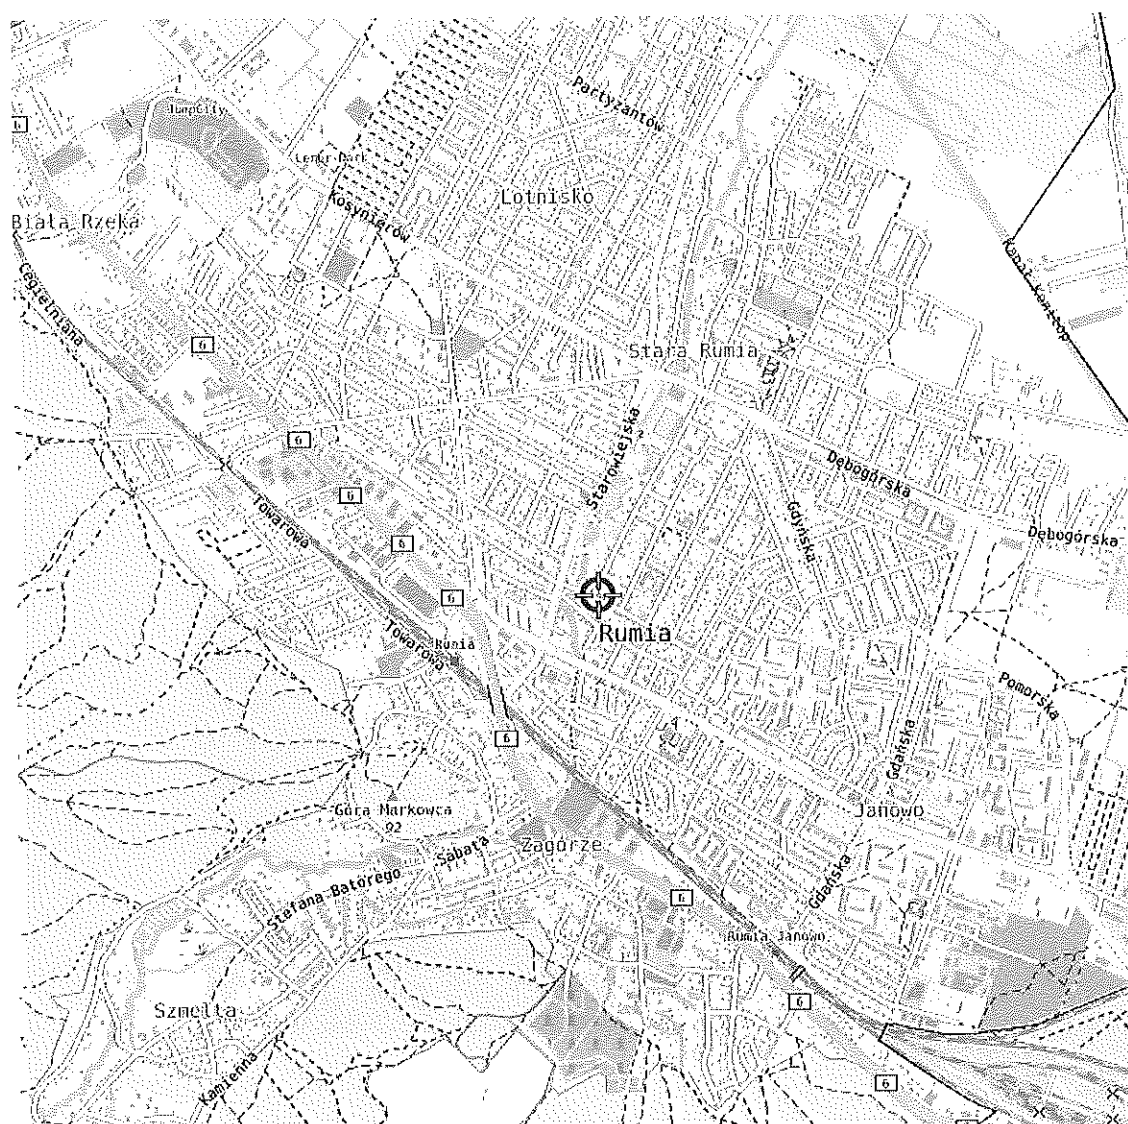 Partyzantów
JumpCity
6
Lemur Park
Lotnisko
Kosynierów
Biała Rzeka
Cegielniana
Kanał Konitop
6
Stara Rumia
Starowiejska
6
Dębogórska
6
Towarowa
Gdyńska
Dębogórska
6
6
Rumia
Towarowa
Rumia
Pomorska
6
Gdańska
Góra Markowca
92
Janowo
Sabata
Zagórze
Stefana Batorego
Gdańska
6
Rumia Janowo
6
Szmelta
Kamienna
6